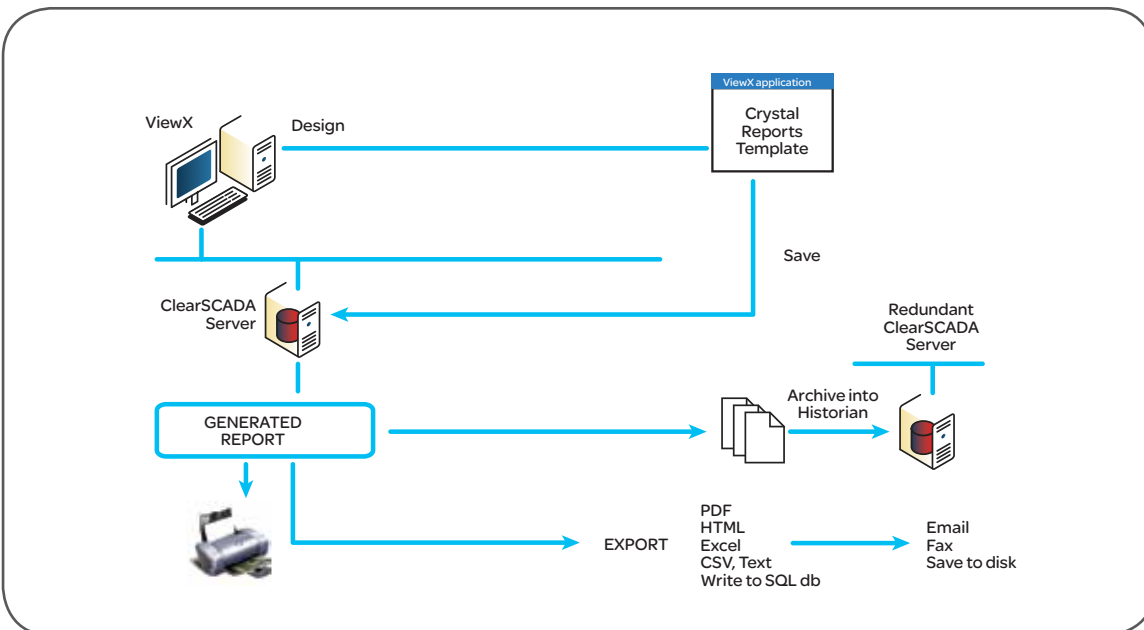 ViewX application
Crystal
Reports
Template
ViewX
Design
Save
ClearSCADA
Server
Redundant
ClearSCADA
Server
GENERATED
REPORT
Archive into
Historian
EXPORT
PDF
HTML
Excel
CSV, Text
Write to SQL db
Email
Fax
Save to disk